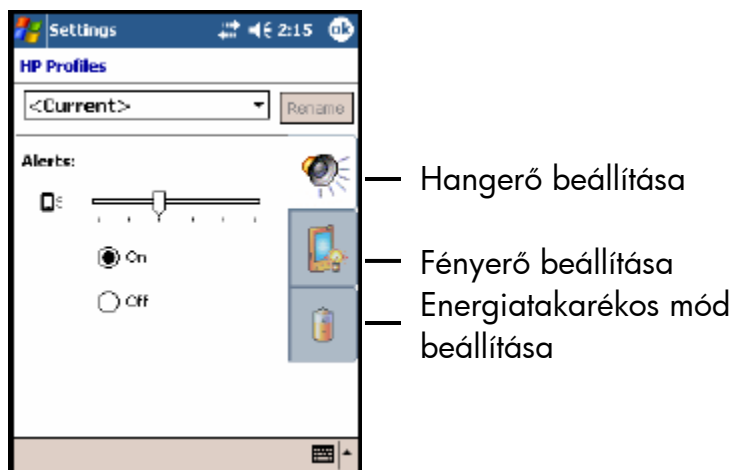 Settings 2:15 ok
HP Profiles
<Current> Rename
Alerts:
On
Off
Hangerő beállítása
Fényerő beállítása
Energiatakarékos mód
beállítása